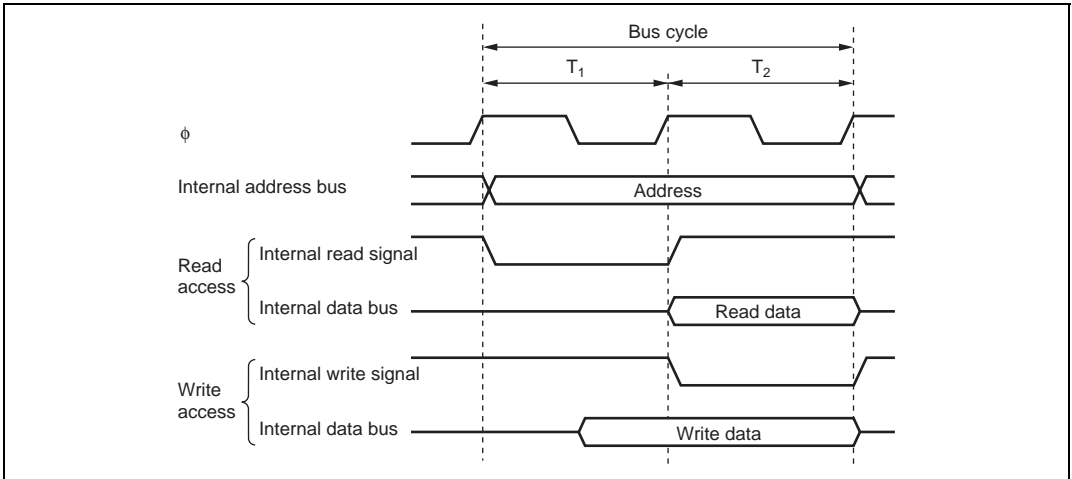 Bus cycle
T₁ T₂
ϕ
Internal address bus
Address
Read access
Internal read signal
Internal data bus
Read data
Write access
Internal write signal
Internal data bus
Write data